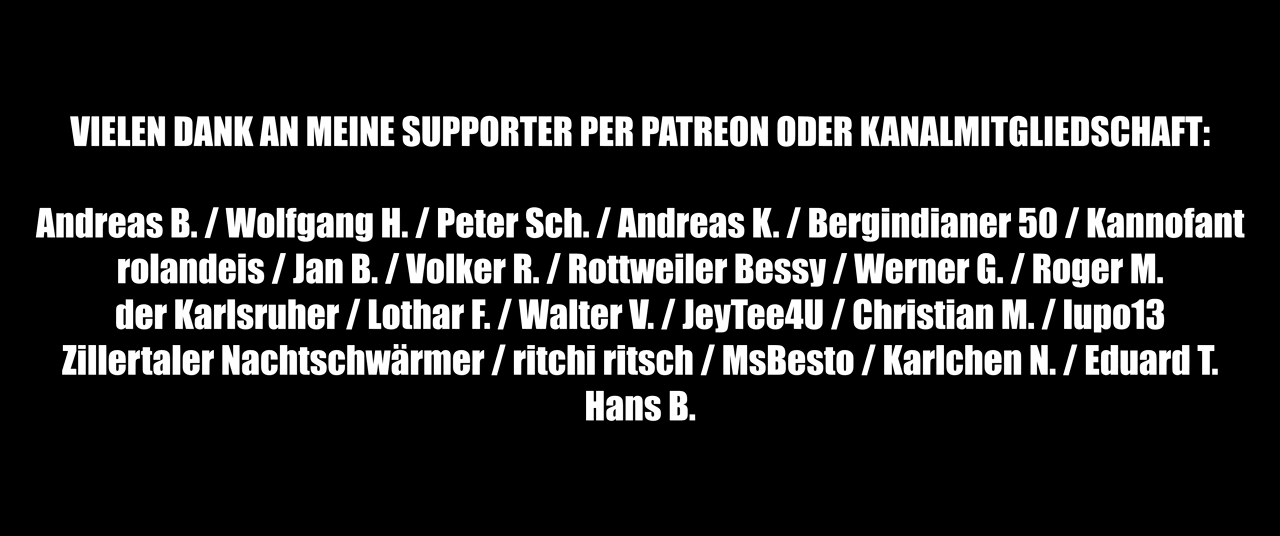 VIELEN DANK AN MEINE SUPPORTER PER PATREON ODER KANALMITGLIEDSCHAFT:
Andreas B. / Wolfgang H. / Peter Sch. / Andreas K. / Bergindianer 50 / Kannofant
rolandeis / Jan B. / Volker R. / Rottweiler Bessy / Werner G. / Roger M.
der Karlsruher / Lothar F. / Walter V. / JeyTee4U / Christian M. / lupo13
Zillertaler Nachtschwärmer / ritchi ritsch / MsBesto / Karlchen N. / Eduard T.
Hans B.